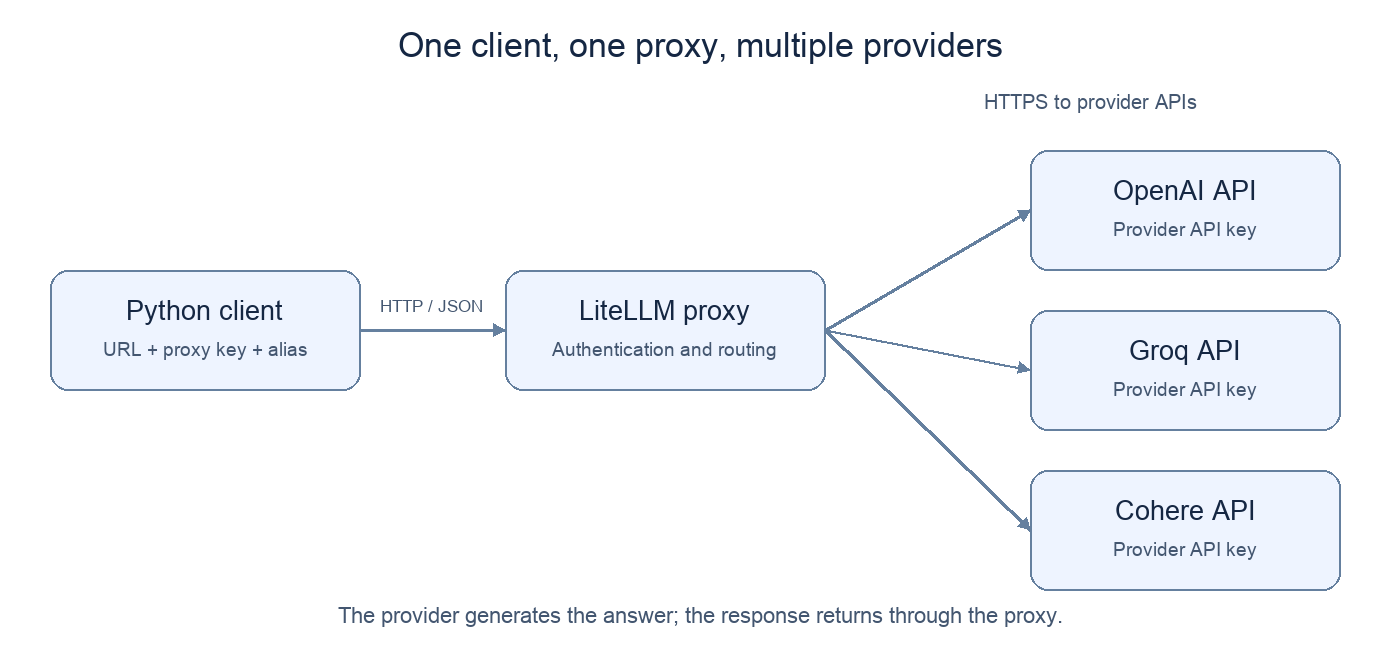 One client, one proxy, multiple providers
HTTPS to provider APIs
OpenAI API
Provider API key
Python client
URL + proxy key + alias
HTTP / JSON
LiteLLM proxy
Authentication and routing
Groq API
Provider API key
Cohere API
Provider API key
The provider generates the answer; the response returns through the proxy.